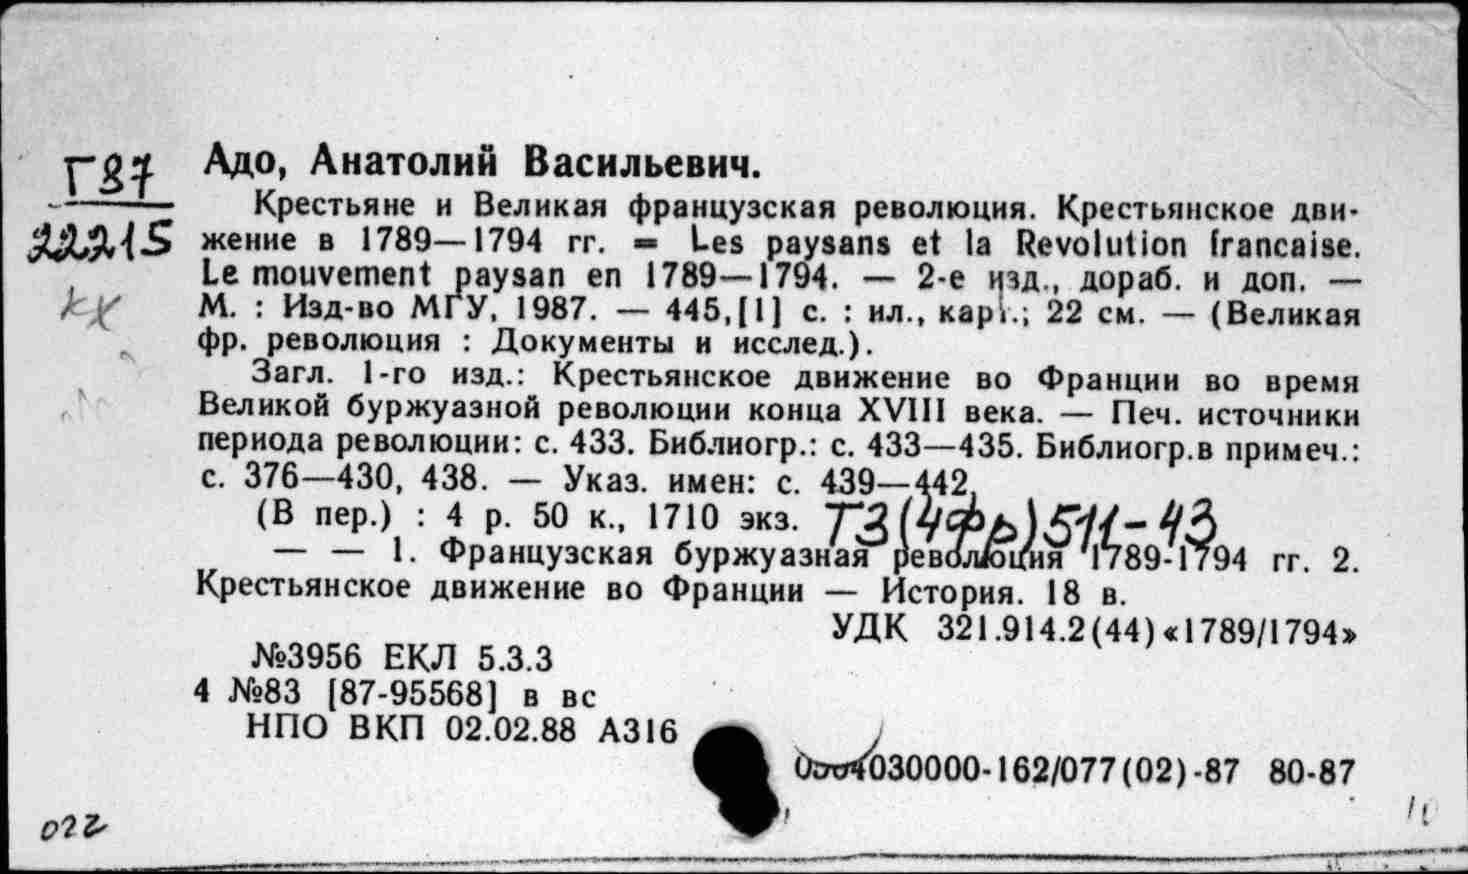 Г87 Адо, Анатолий Васильевич.
Крестьяне и Великая французская революция. Крестьянское дви-
22215 жение в 1789—1794 гг. = Les paysans et la Revolution francaise.
Le mouvement paysan en 1789—1794. — 2-е изд., дораб. и доп. —
кх М. : Изд-во МГУ, 1987. — 445,[1] с. : ил., карт.; 22 см. — (Великая
фр. революция : Документы и исслед.).
Загл. 1-го изд.: Крестьянское движение во Франции во время
Великой буржуазной революции конца XVIII века. — Печ. источники
периода революции: с. 433. Библиогр.: с. 433—435. Библиогр.в примеч.:
с. 376—430, 438. — Указ. имен: с. 439—442.
(В пер.) : 4 р. 50 к., 1710 экз. Т3(4Фр)511-43
— — 1. Французская буржуазная революция 1789-1794 гг. 2.
Крестьянское движение во Франции — История. 18 в.
УДК 321.914.2(44)«1789/1794»
№3956 ЕКЛ 5.3.3
4 №83 [87-95568] в вс
НПО ВКП 02.02.88 А316
030000-162/077(02)-87 80-87
022